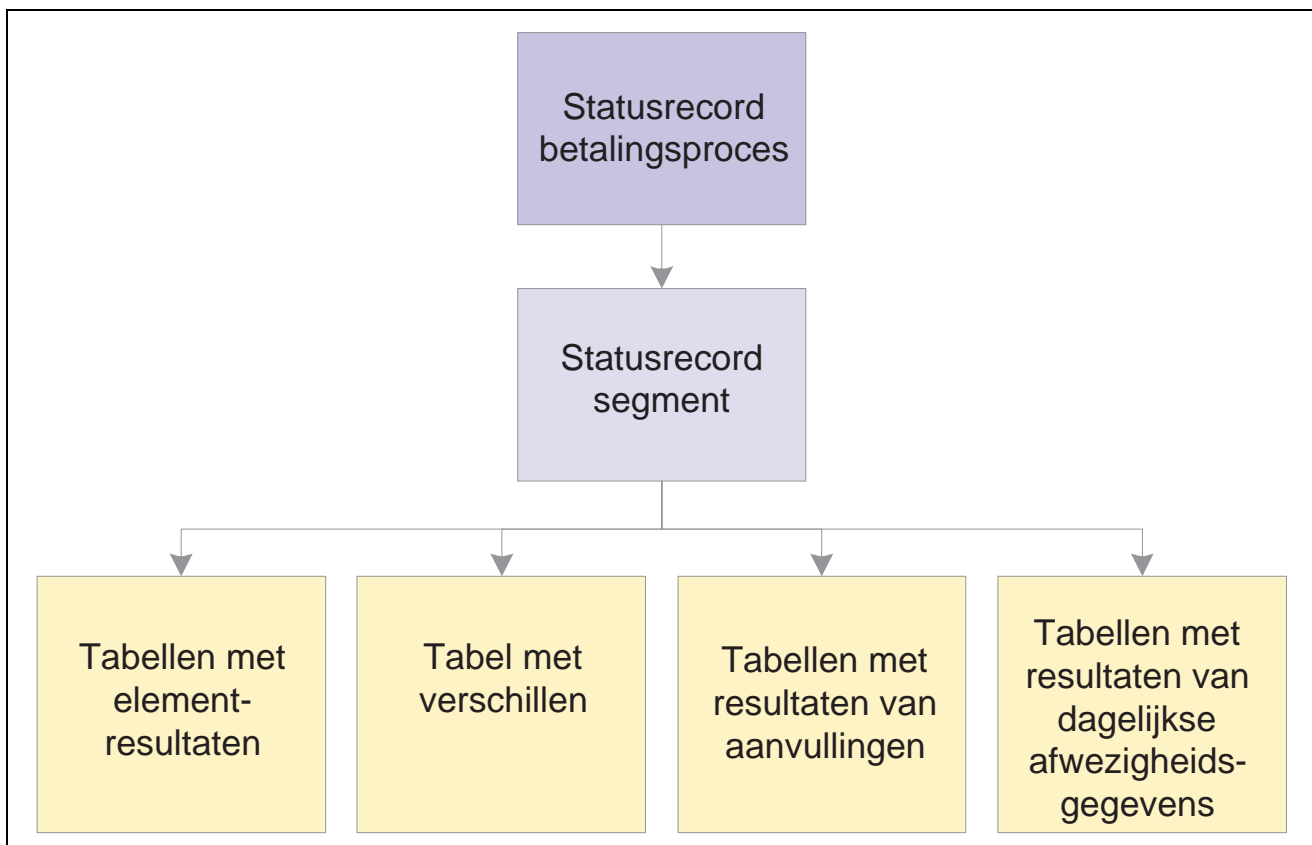 Statusrecord
betalingsproces
Statusrecord
segment
Tabellen met
element-
resultaten
Tabel met
verschillen
Tabellen met
resultaten van
aanvullingen
Tabellen met
resultaten van
dagelijkse
afwezigheids-
gegevens